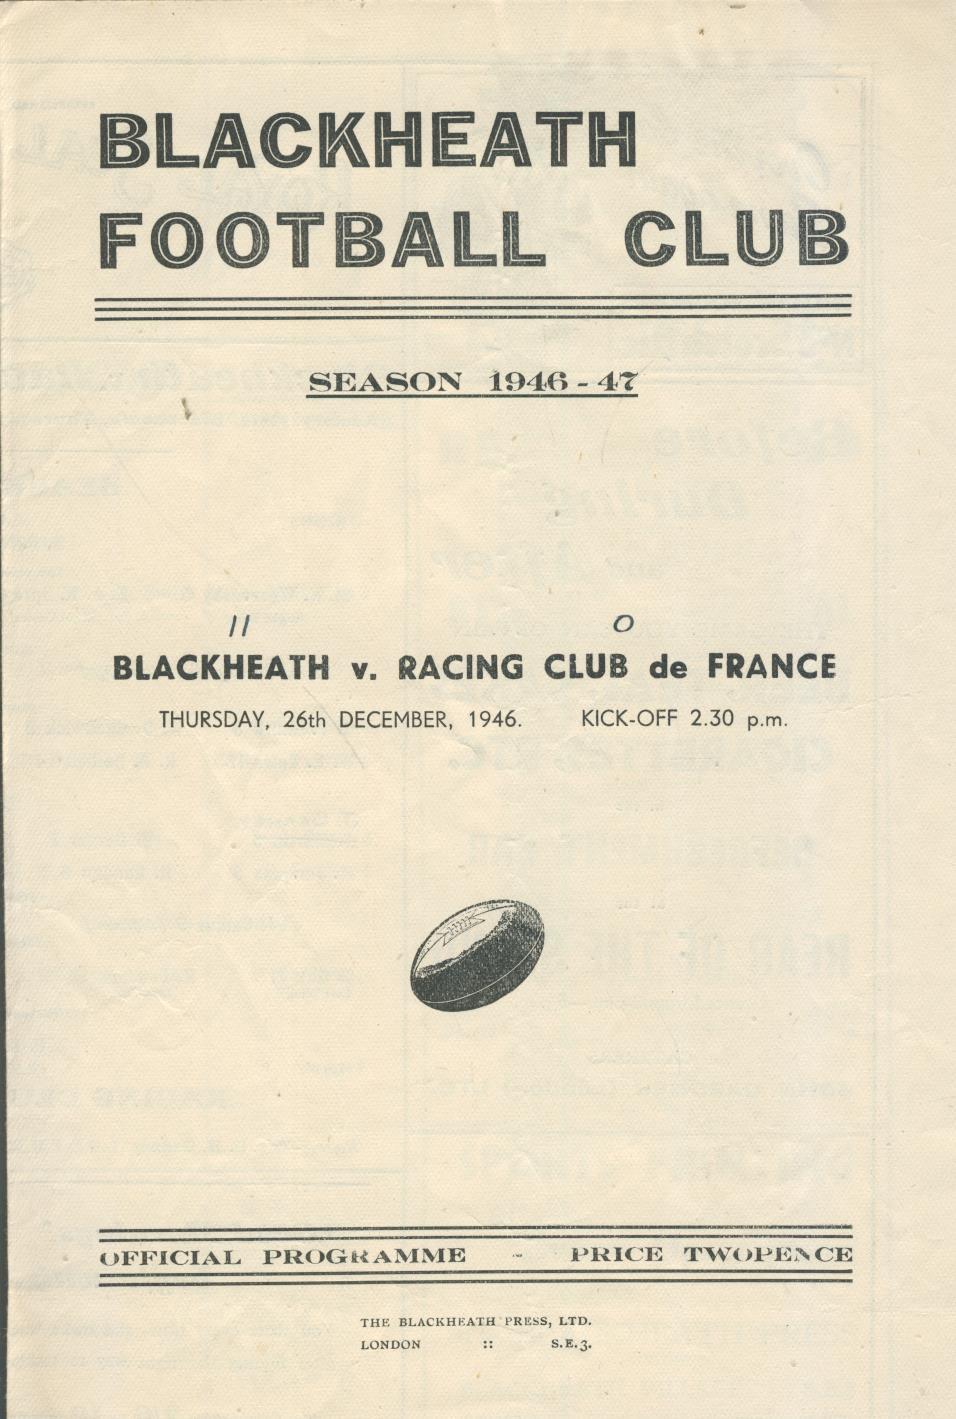 BLACKHEATH
FOOTBALL CLUB
SEASON 1946-47
11 0
BLACKHEATH v. RACING CLUB de FRANCE
THURSDAY, 26th DECEMBER, 1946. KICK-OFF 2.30 p.m.
OFFICIAL PROGRAMME - PRICE TWOPENCE
THE BLACKHEATH PRESS, LTD.
LONDON :: S.E.3.